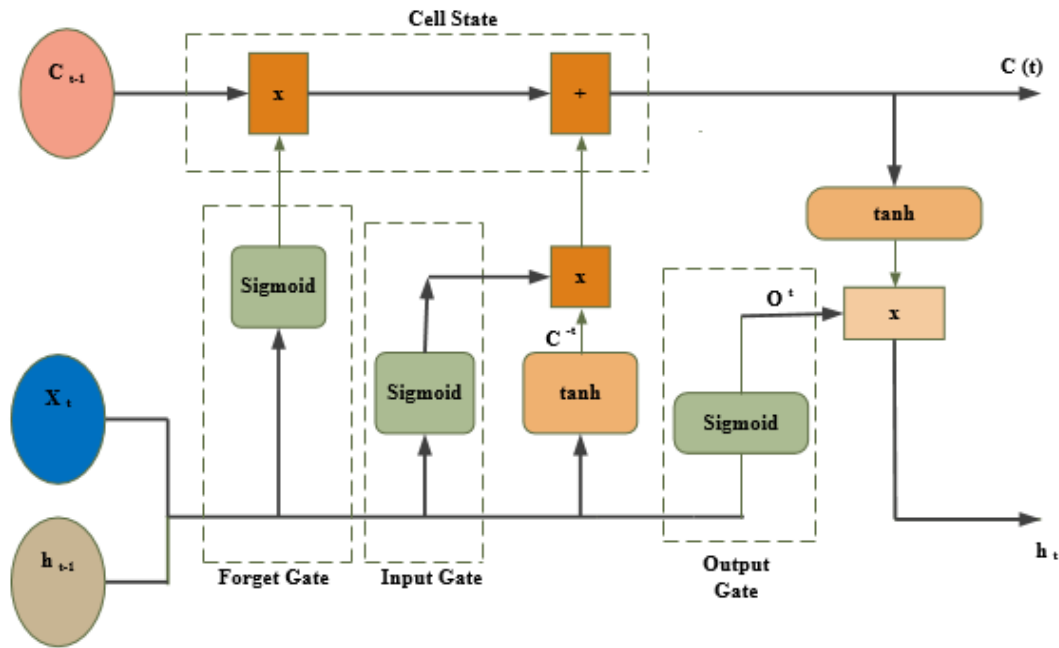 Cell State
C t-1
x
+
C (t)
tanh
Sigmoid
x
O t
x
C -t
X t
Sigmoid
tanh
Sigmoid
h t-1
Forget Gate
Input Gate
Output
Gate
h t